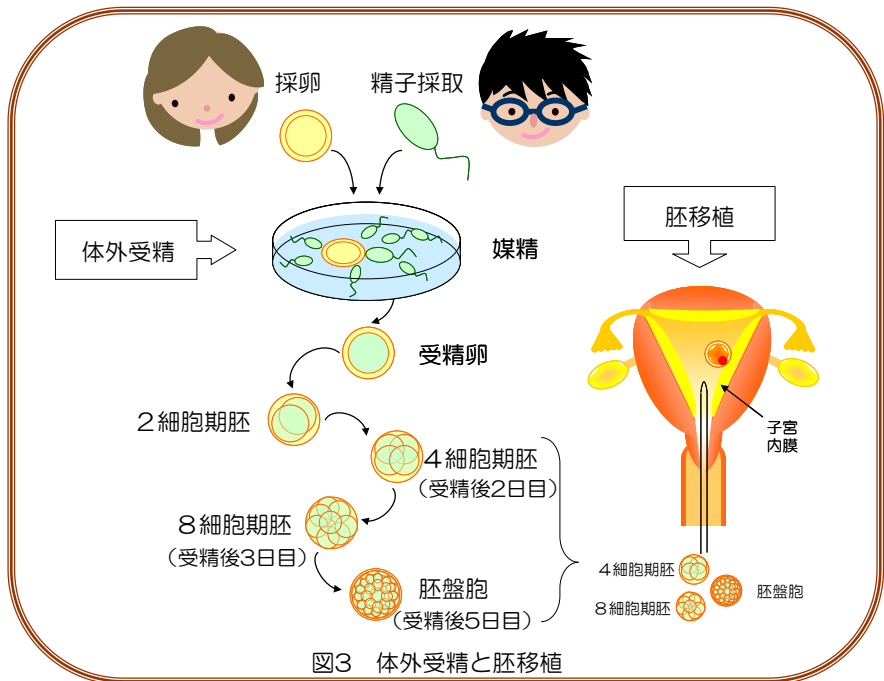 採卵
精子採取
体外受精
媒精
胚移植
受精卵
2細胞期胚
4細胞期胚
(受精後2日目)
8細胞期胚
(受精後3日目)
胚盤胞
(受精後5日目)
子宮
内膜
4細胞期胚
胚盤胞
8細胞期胚
図3 体外受精と胚移植